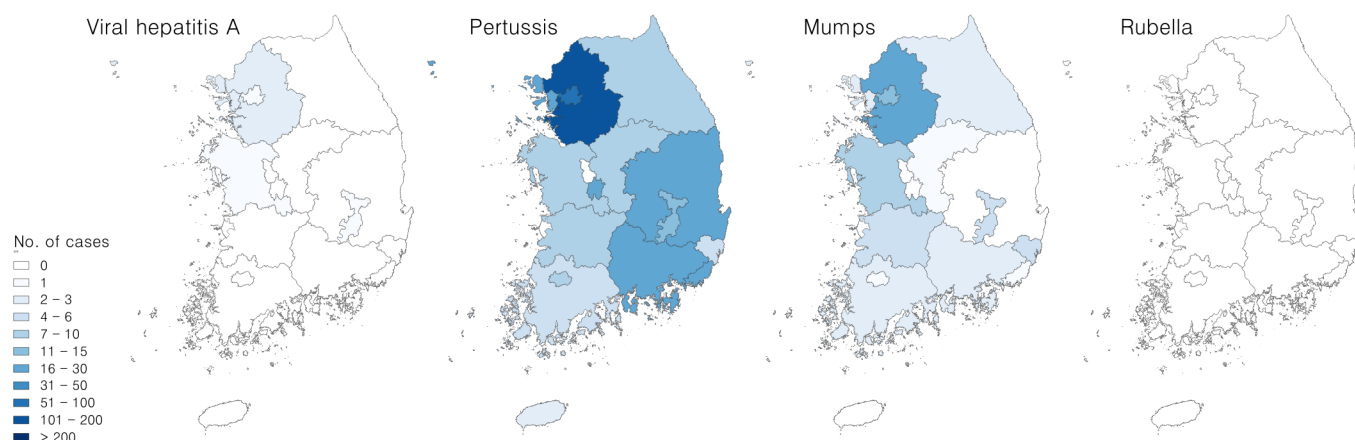 Viral hepatitis A
Pertussis
Mumps
Rubella
No. of cases
0
1
2 – 3
4 – 6
7 – 10
11 – 15
16 – 30
31 – 50
51 – 100
101 – 200
> 200